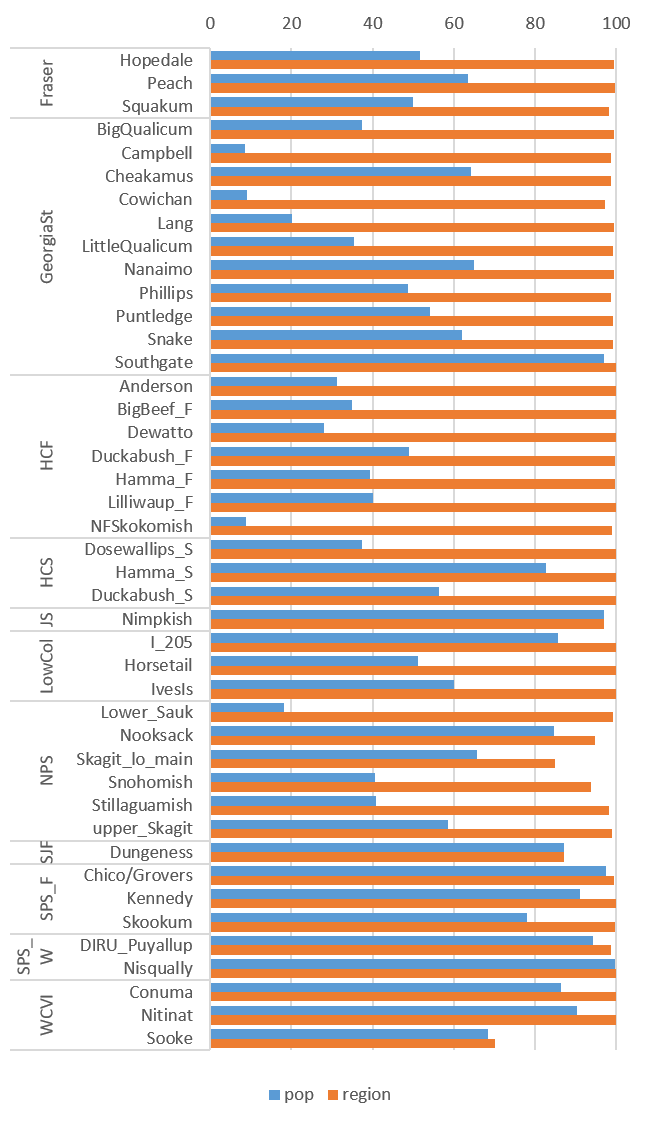 0 20 40 60 80 100
Fraser
Hopedale
Peach
Squakum
GeorgiaSt
BigQualicum
Campbell
Cheakamus
Cowichan
Lang
LittleQualicum
Nanaimo
Phillips
Puntledge
Snake
Southgate
HCF
Anderson
BigBeef_F
Dewatto
Duckabush_F
Hamma_F
Lilliwaup_F
NFSkokomish
HCS
Dosewallips_S
Hamma_S
Duckabush_S
JS
Nimpkish
LowCol
I_205
Horsetail
IvesIs
NPS
Lower_Sauk
Nooksack
Skagit_lo_main
Snohomish
Stillaguamish
upper_Skagit
SJF
Dungeness
SPS_F
Chico/Grovers
Kennedy
Skookum
SPS_
W
DIRU_Puyallup
Nisqually
WCVI
Conuma
Nitinat
Sooke
pop region